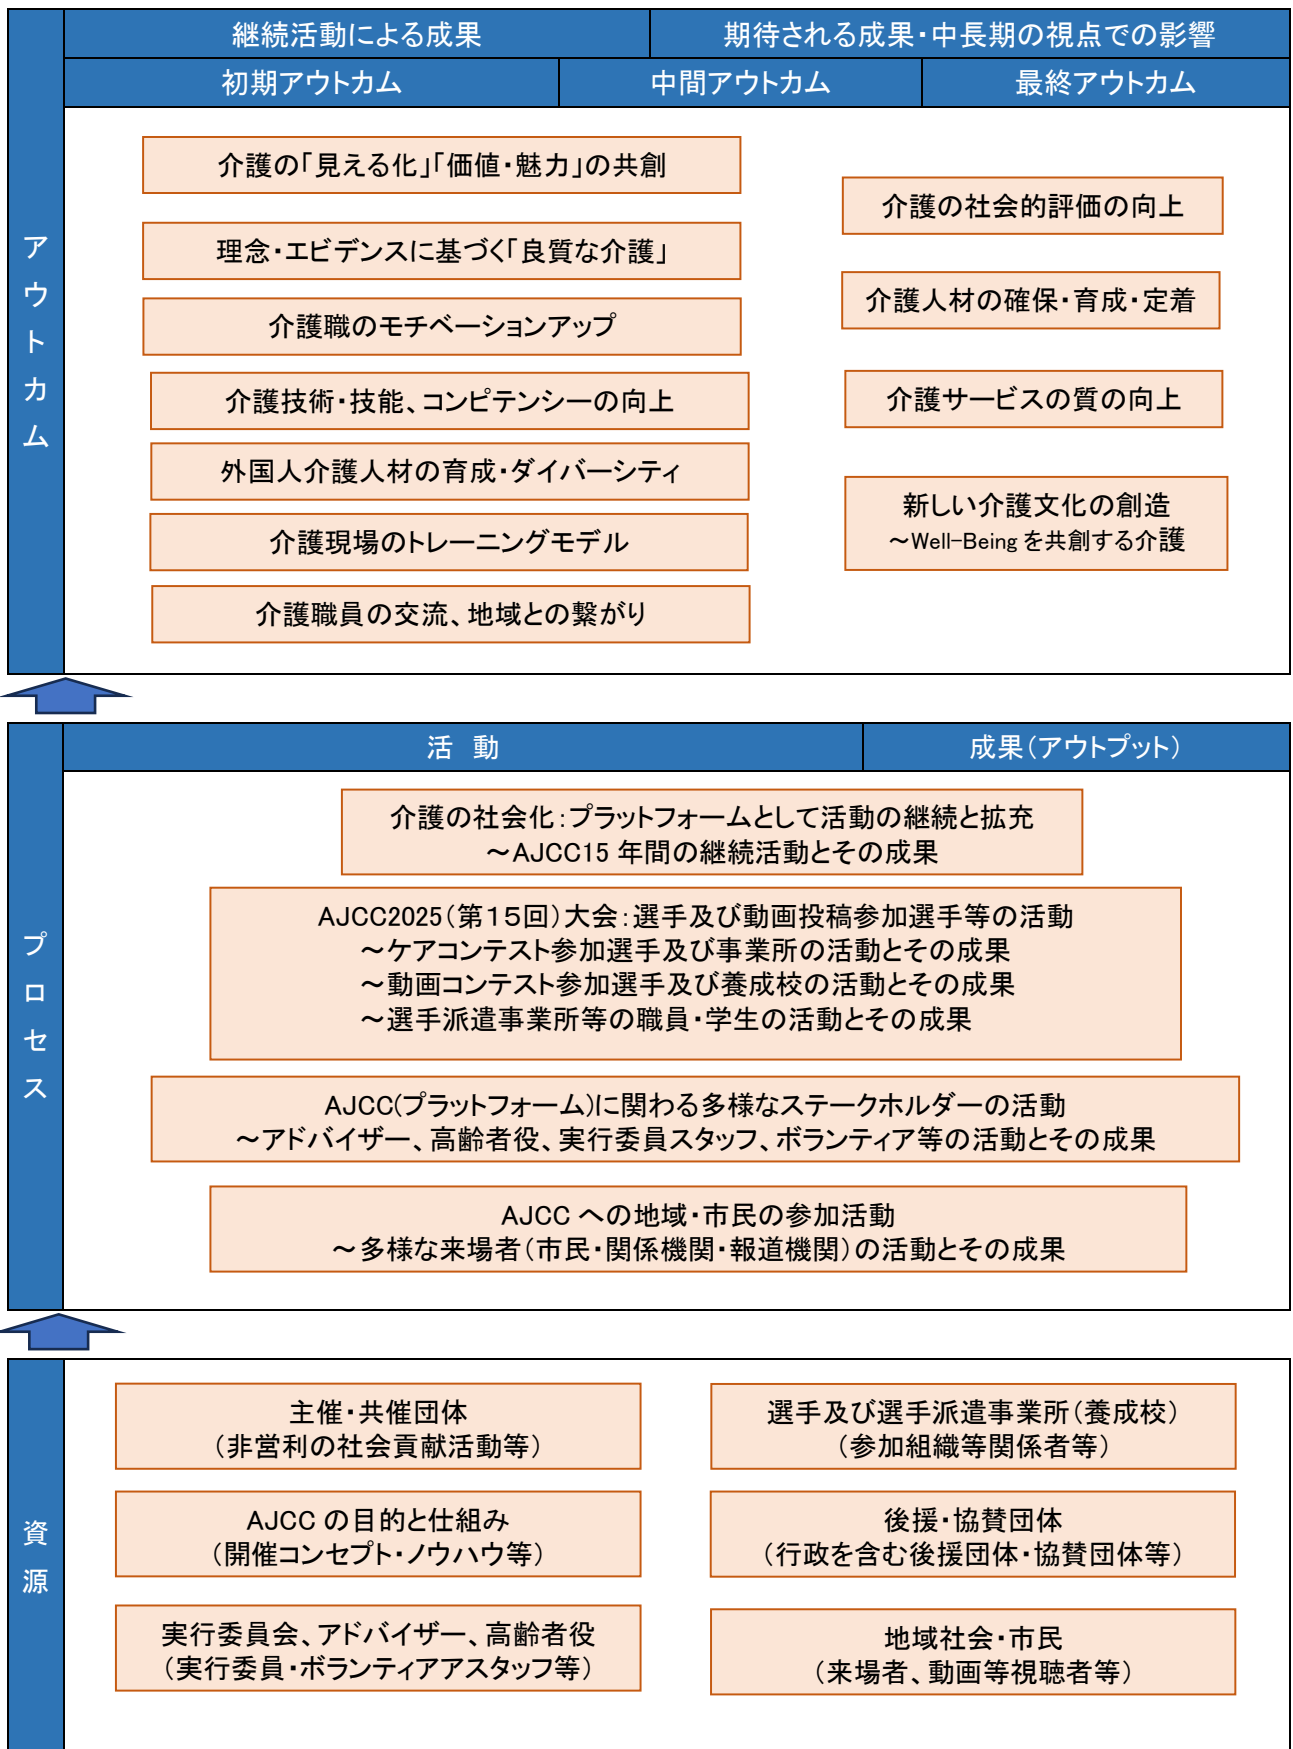 継続活動による成果
期待される成果・中長期の視点での影響
初期アウトカム
中間アウトカム
最終アウトカム
アウトカム
介護の「見える化」「価値・魅力」の共創
理念・エビデンスに基づく「良質な介護」
介護職のモチベーションアップ
介護技術・技能、コンピテンシーの向上
外国人介護人材の育成・ダイバーシティ
介護現場のトレーニングモデル
介護職員の交流、地域との繋がり
介護の社会的評価の向上
介護人材の確保・育成・定着
介護サービスの質の向上
新しい介護文化の創造
～Well-Being を共創する介護
活　動
成果（アウトプット）
プロセス
介護の社会化：プラットフォームとして活動の継続と拡充
～AJCC15 年間の継続活動とその成果
AJCC2025（第１５回）大会：選手及び動画投稿参加選手等の活動
～ケアコンテスト参加選手及び事業所の活動とその成果
～動画コンテスト参加選手及び養成校の活動とその成果
～選手派遣事業所等の職員・学生の活動とその成果
AJCC(プラットフォーム)に関わる多様なステークホルダーの活動
～アドバイザー、高齢者役、実行委員スタッフ、ボランティア等の活動とその成果
AJCC への地域・市民の参加活動
～多様な来場者（市民・関係機関・報道機関）の活動とその成果
資源
主催・共催団体
（非営利の社会貢献活動等）
AJCC の目的と仕組み
（開催コンセプト・ノウハウ等）
実行委員会、アドバイザー、高齢者役
（実行委員・ボランティアアスタッフ等）
選手及び選手派遣事業所（養成校）
（参加組織等関係者等）
後援・協賛団体
（行政を含む後援団体・協賛団体等）
地域社会・市民
（来場者、動画等視聴者等）